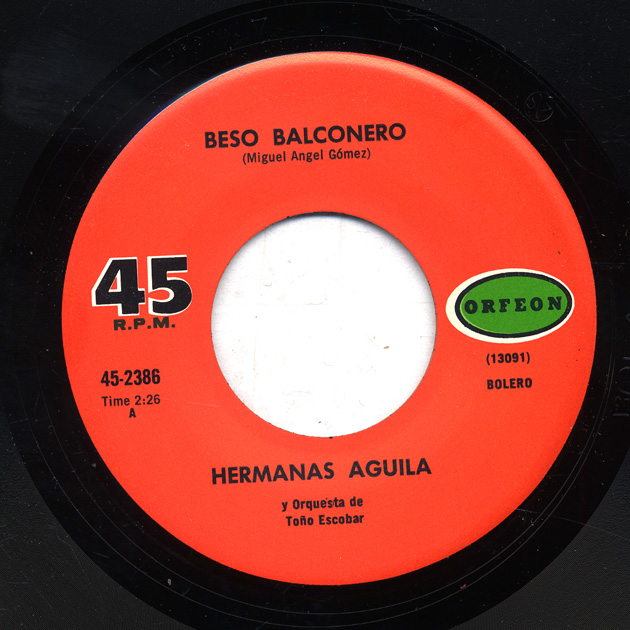 BESO BALCONERO
(Miguel Angel Gómez)
45
R.P.M.
ORFEON
(13091)
BOLERO
45-2386
Time 2:26
A
HERMANAS AGUILA
y Orquesta de
Toño Escobar